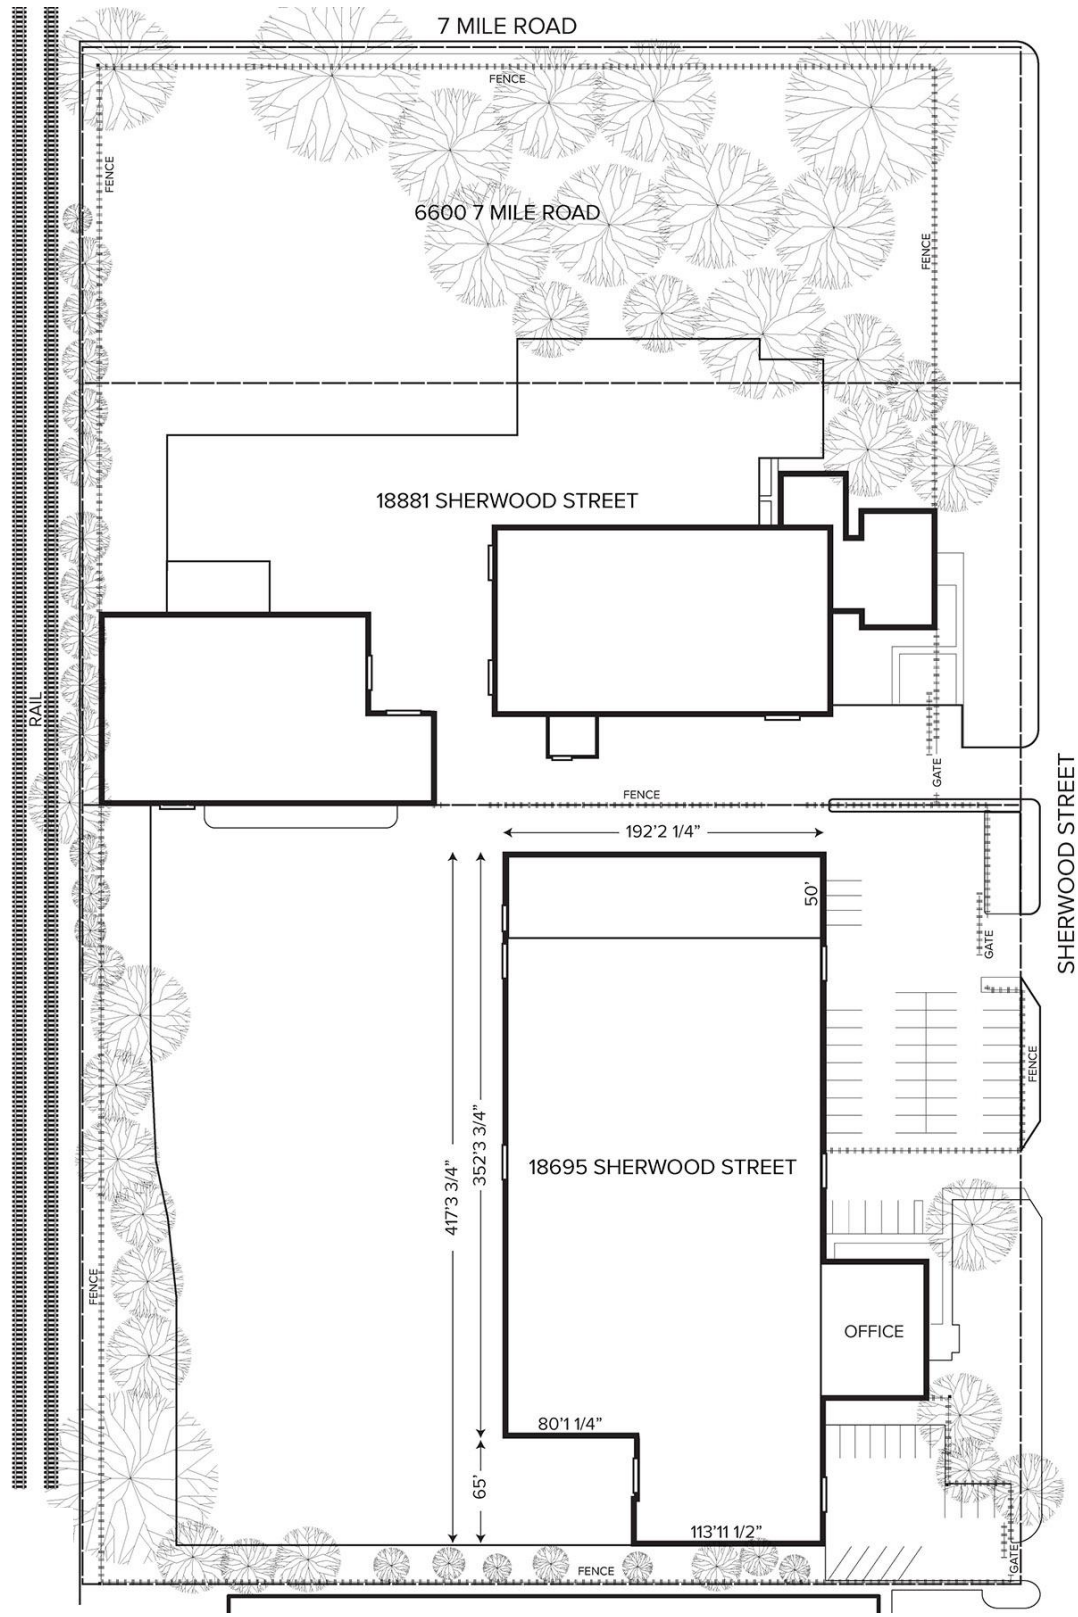 7 MILE ROAD
FENCE
FENCE
6600 7 MILE ROAD
FENCE
18881 SHERWOOD STREET
RAIL
GATE
SHERWOOD STREET
FENCE
192'2 1/4"
50'
GATE
FENCE
352'3 3/4"
417'3 3/4"
18695 SHERWOOD STREET
FENCE
OFFICE
80'1 1/4"
65'
113'11 1/2"
FENCE
GATE